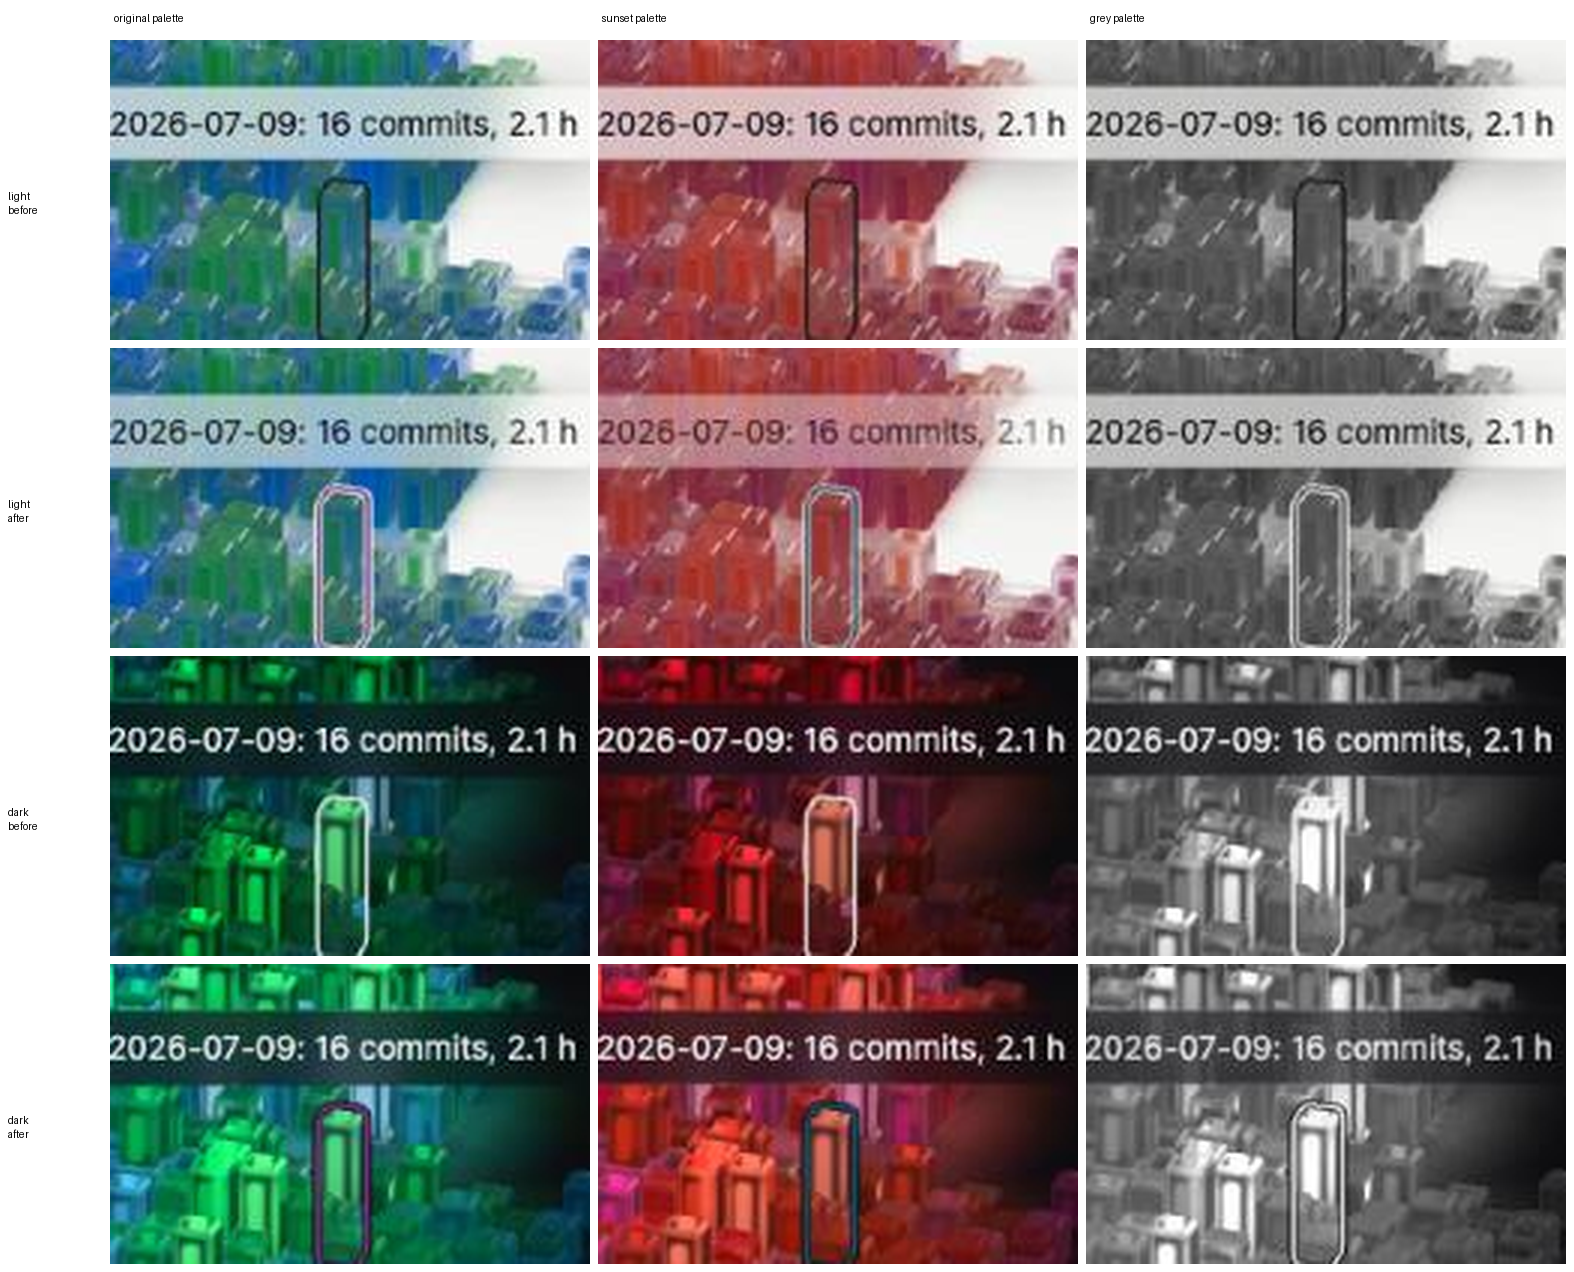 original palette
sunset palette
grey palette
light
before
2026-07-09: 16 commits, 2.1 h
2026-07-09: 16 commits, 2.1 h
2026-07-09: 16 commits, 2.1 h
light
after
2026-07-09: 16 commits, 2.1 h
2026-07-09: 16 commits, 2.1 h
2026-07-09: 16 commits, 2.1 h
dark
before
2026-07-09: 16 commits, 2.1 h
2026-07-09: 16 commits, 2.1 h
2026-07-09: 16 commits, 2.1 h
dark
after
2026-07-09: 16 commits, 2.1 h
2026-07-09: 16 commits, 2.1 h
2026-07-09: 16 commits, 2.1 h